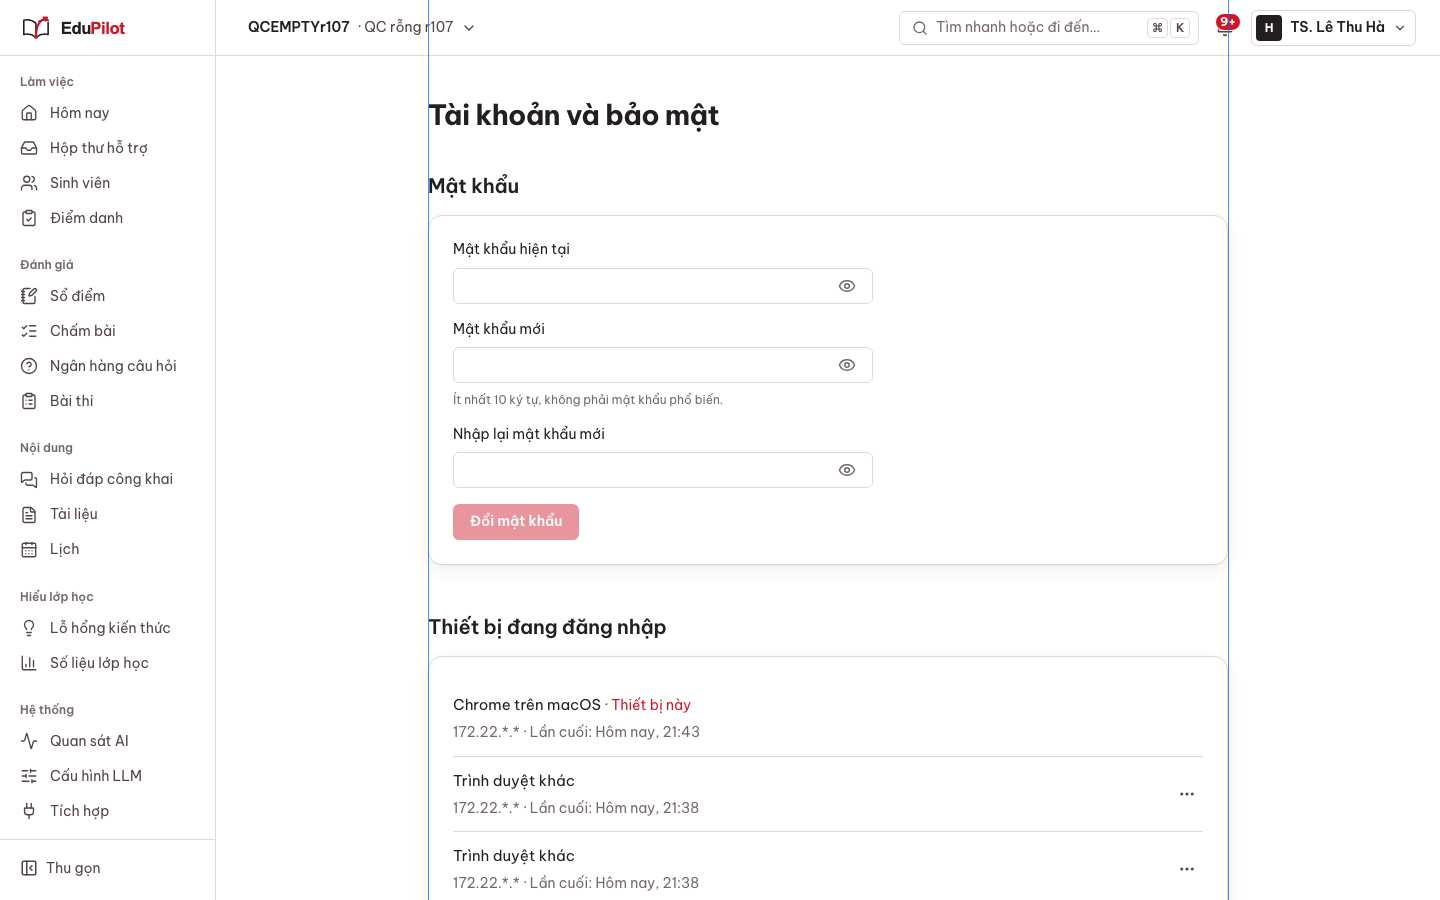 EduPilot
QCEMPTYr107 · QC rỗng r107
Tìm nhanh hoặc đi đến...
⌘ K
9+
H TS. Lê Thu Hà
Làm việc
Hôm nay
Hộp thư hỗ trợ
Sinh viên
Điểm danh
Đánh giá
Sổ điểm
Chấm bài
Ngân hàng câu hỏi
Bài thi
Nội dung
Hỏi đáp công khai
Tài liệu
Lịch
Hiểu lớp học
Lỗ hổng kiến thức
Số liệu lớp học
Hệ thống
Quan sát AI
Cấu hình LLM
Tích hợp
Thu gọn
Tài khoản và bảo mật
Mật khẩu
Mật khẩu hiện tại
Mật khẩu mới
Ít nhất 10 ký tự, không phải mật khẩu phổ biến.
Nhập lại mật khẩu mới
Đổi mật khẩu
Thiết bị đang đăng nhập
Chrome trên macOS · Thiết bị này
172.22.*.* · Lần cuối: Hôm nay, 21:43
Trình duyệt khác
172.22.*.* · Lần cuối: Hôm nay, 21:38
Trình duyệt khác
172.22.*.* · Lần cuối: Hôm nay, 21:38